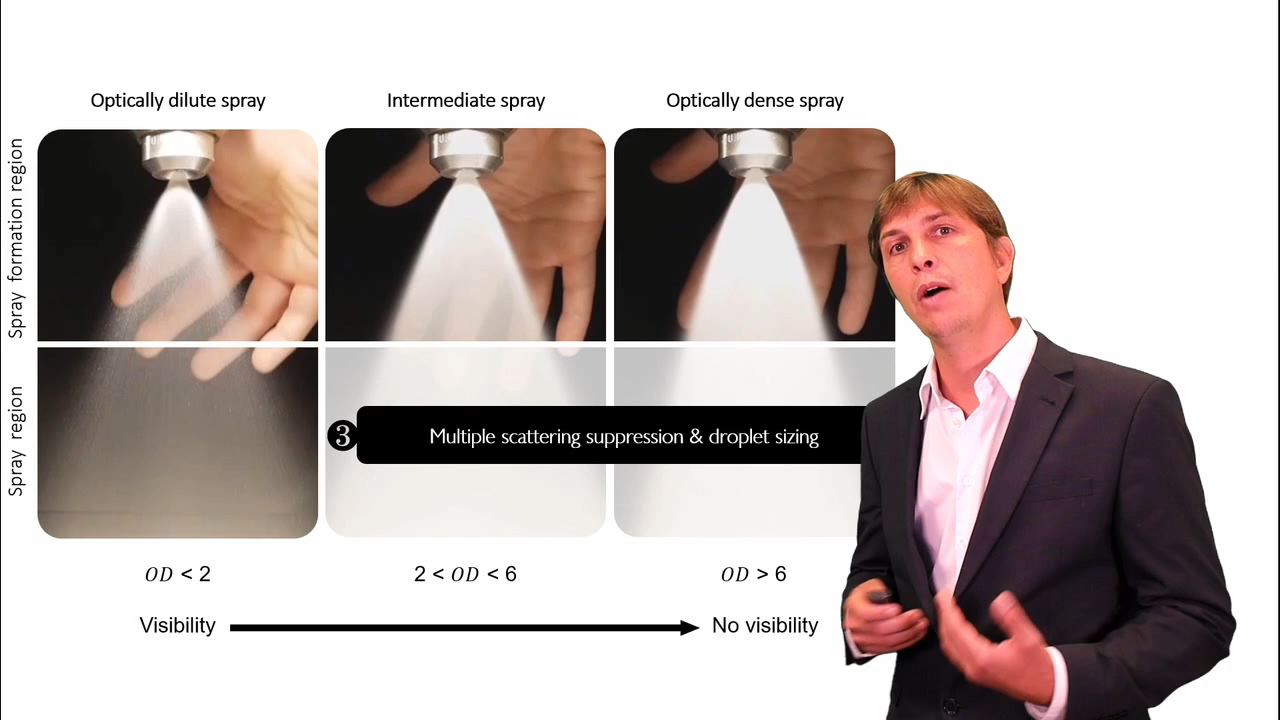 Optically dilute spray
Intermediate spray
Optically dense spray
Spray formation region
Spray region
❸ Multiple scattering suppression & droplet sizing
OD < 2
2 < OD < 6
OD > 6
Visibility
No visibility